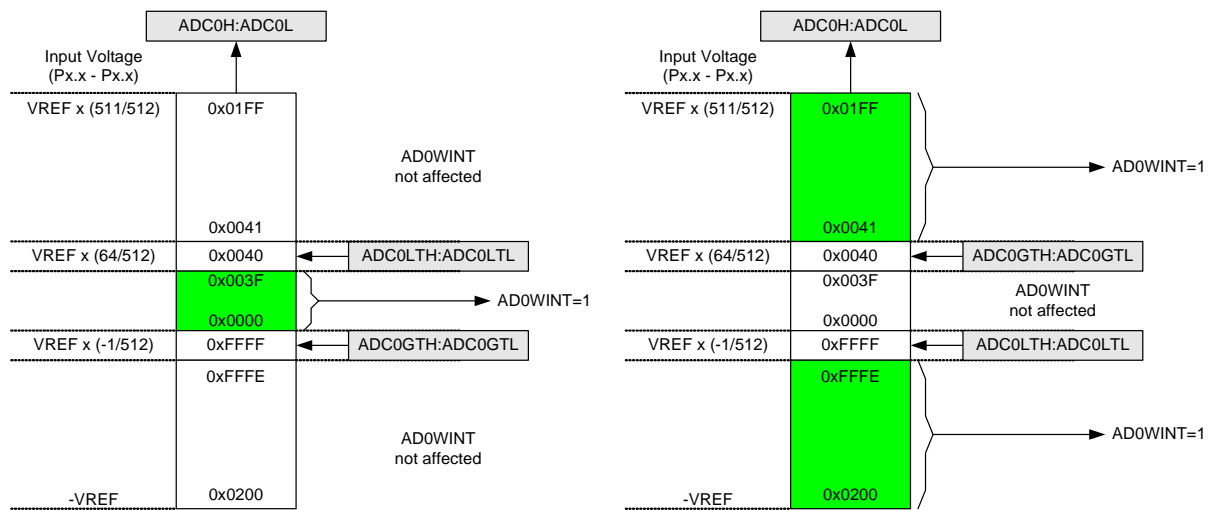 ADC0H:ADC0L
Input Voltage
(Px.x - Px.x)
VREF x (511/512)
0x01FF
AD0WINT
not affected
0x0041
VREF x (64/512)
0x0040
ADC0LTH:ADC0LTL
0x003F
AD0WINT=1
0x0000
VREF x (-1/512)
0xFFFF
ADC0GTH:ADC0GTL
0xFFFE
AD0WINT
not affected
-VREF
0x0200
ADC0H:ADC0L
Input Voltage
(Px.x - Px.x)
VREF x (511/512)
0x01FF
AD0WINT=1
0x0041
VREF x (64/512)
0x0040
ADC0GTH:ADC0GTL
0x003F
AD0WINT
not affected
0x0000
VREF x (-1/512)
0xFFFF
ADC0LTH:ADC0LTL
0xFFFE
AD0WINT=1
-VREF
0x0200